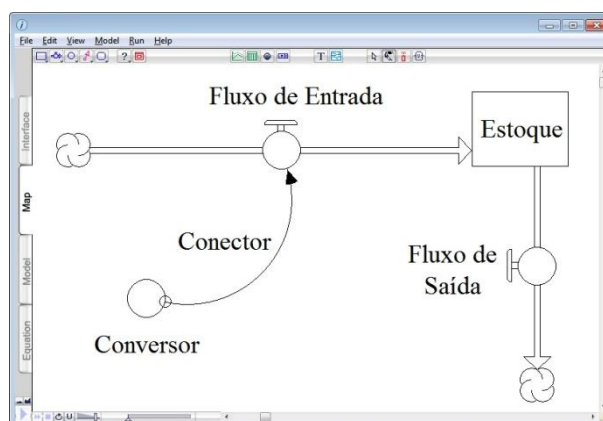 File Edit View Model Run Help
? T
Interface
Map
Model
Equation
Fluxo de Entrada
Estoque
Conector
Fluxo de
Saída
Conversor
U